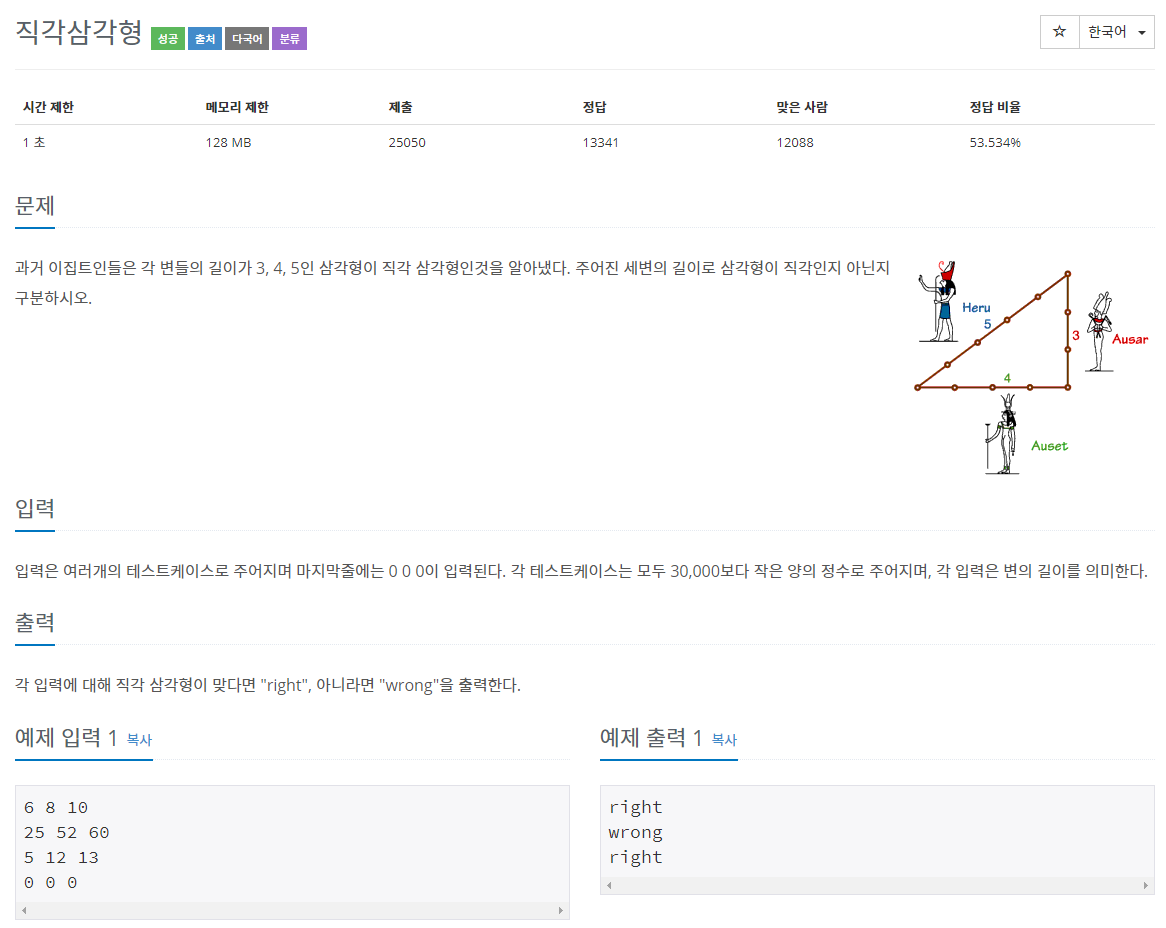 직각삼각형 성공 출처 다국어 분류
☆ 한국어
시간 제한 메모리 제한 제출 정답 맞은 사람 정답 비율
1 초 128 MB 25050 13341 12088 53.534%
문제
과거 이집트인들은 각 변들의 길이가 3, 4, 5인 삼각형이 직각 삼각형인것을 알아냈다. 주어진 세변의 길이로 삼각형이 직각인지 아닌지
구분하시오.
Heru
5
3
Ausar
4
Auset
입력
입력은 여러개의 테스트케이스로 주어지며 마지막줄에는 0 0 0이 입력된다. 각 테스트케이스는 모두 30,000보다 작은 양의 정수로 주어지며, 각 입력은 변의 길이를 의미한다.
출력
각 입력에 대해 직각 삼각형이 맞다면 "right", 아니라면 "wrong"을 출력한다.
예제 입력 1 복사
6 8 10
25 52 60
5 12 13
0 0 0
예제 출력 1 복사
right
wrong
right